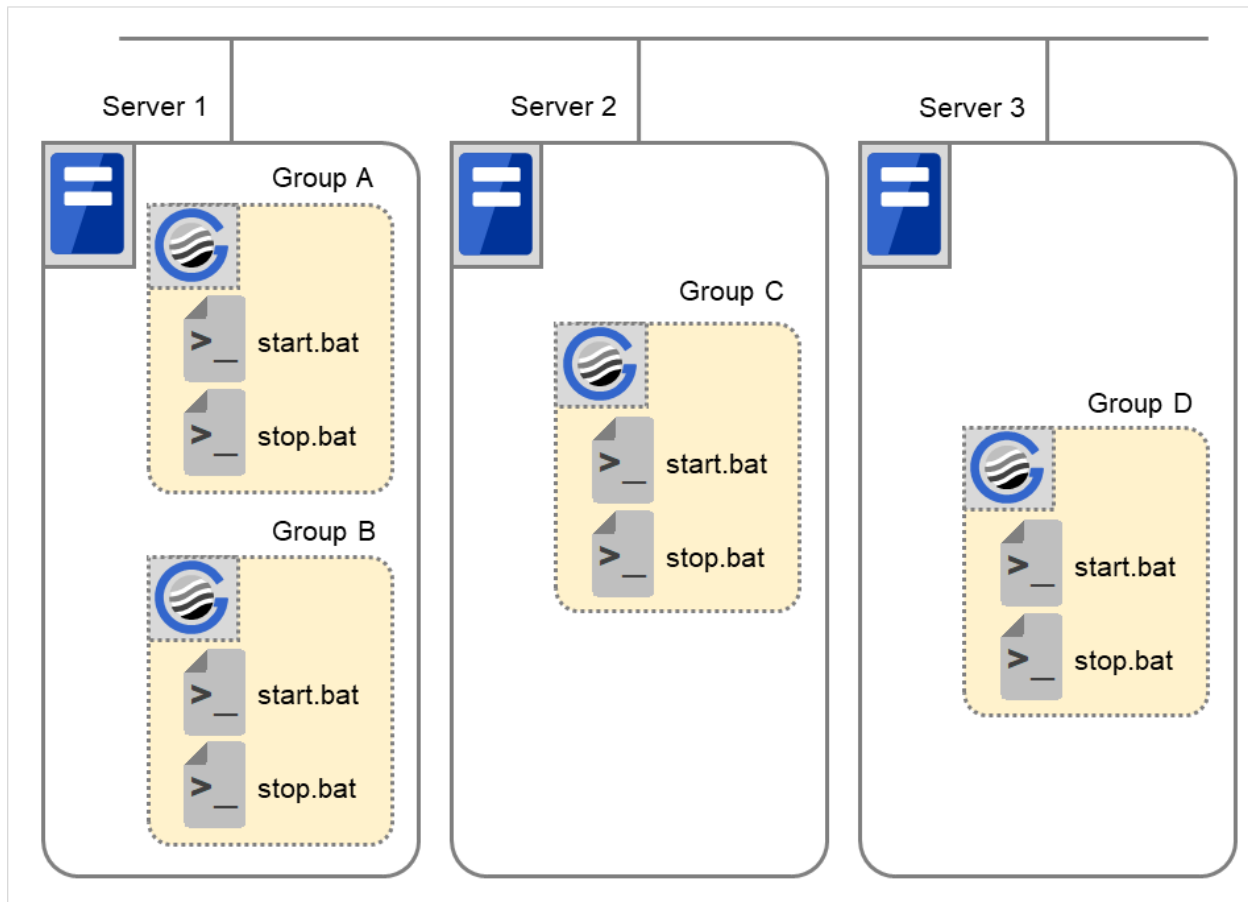 Server 1
Server 2
Server 3
Group A
start.bat
stop.bat
Group B
start.bat
stop.bat
Group C
start.bat
stop.bat
Group D
start.bat
stop.bat